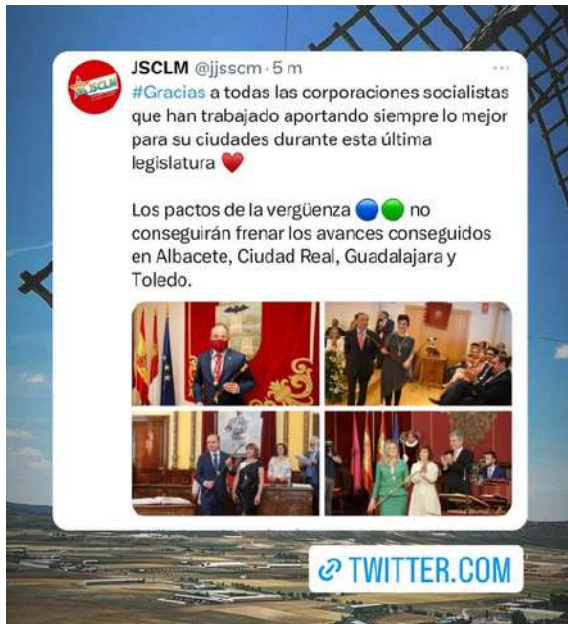 JSCLM @jjsscm · 5 m
#Gracias a todas las corporaciones socialistas
que han trabajado aportando siempre lo mejor
para su ciudades durante esta última
legislatura ❤️
Los pactos de la vergüenza 🔵🟢 no
conseguirán frenar los avances conseguidos
en Albacete, Ciudad Real, Guadalajara y
Toledo.
JSCLM
TWITTER.COM